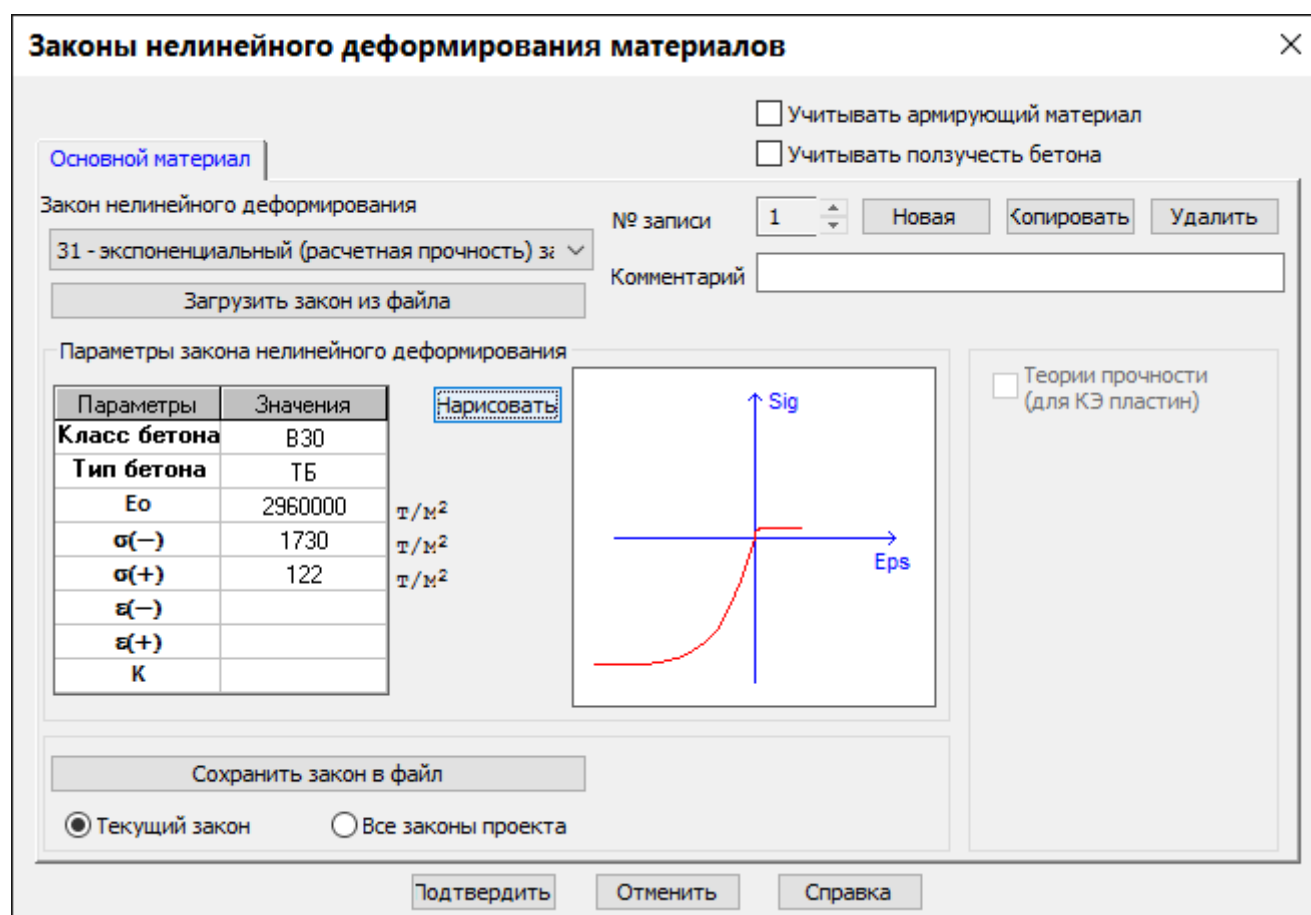 Законы нелинейного деформирования материалов
Учитывать армирующий материал
Учитывать ползучесть бетона
Основной материал
Закон нелинейного деформирования
31 - экспоненциальный (расчетная прочность) за
Загрузить закон из файла
№ записи
1
Новая
Копировать
Удалить
Комментарий
Параметры закона нелинейного деформирования
Параметры Значения
Класс бетона B30
Тип бетона ТБ
Eo 2960000 т/м²
σ(−) 1730 т/м²
σ(+) 122 т/м²
ε(−)
ε(+)
K
Нарисовать
Sig
Eps
Теории прочности
(для КЭ пластин)
Сохранить закон в файл
Текущий закон
Все законы проекта
Подтвердить
Отменить
Справка